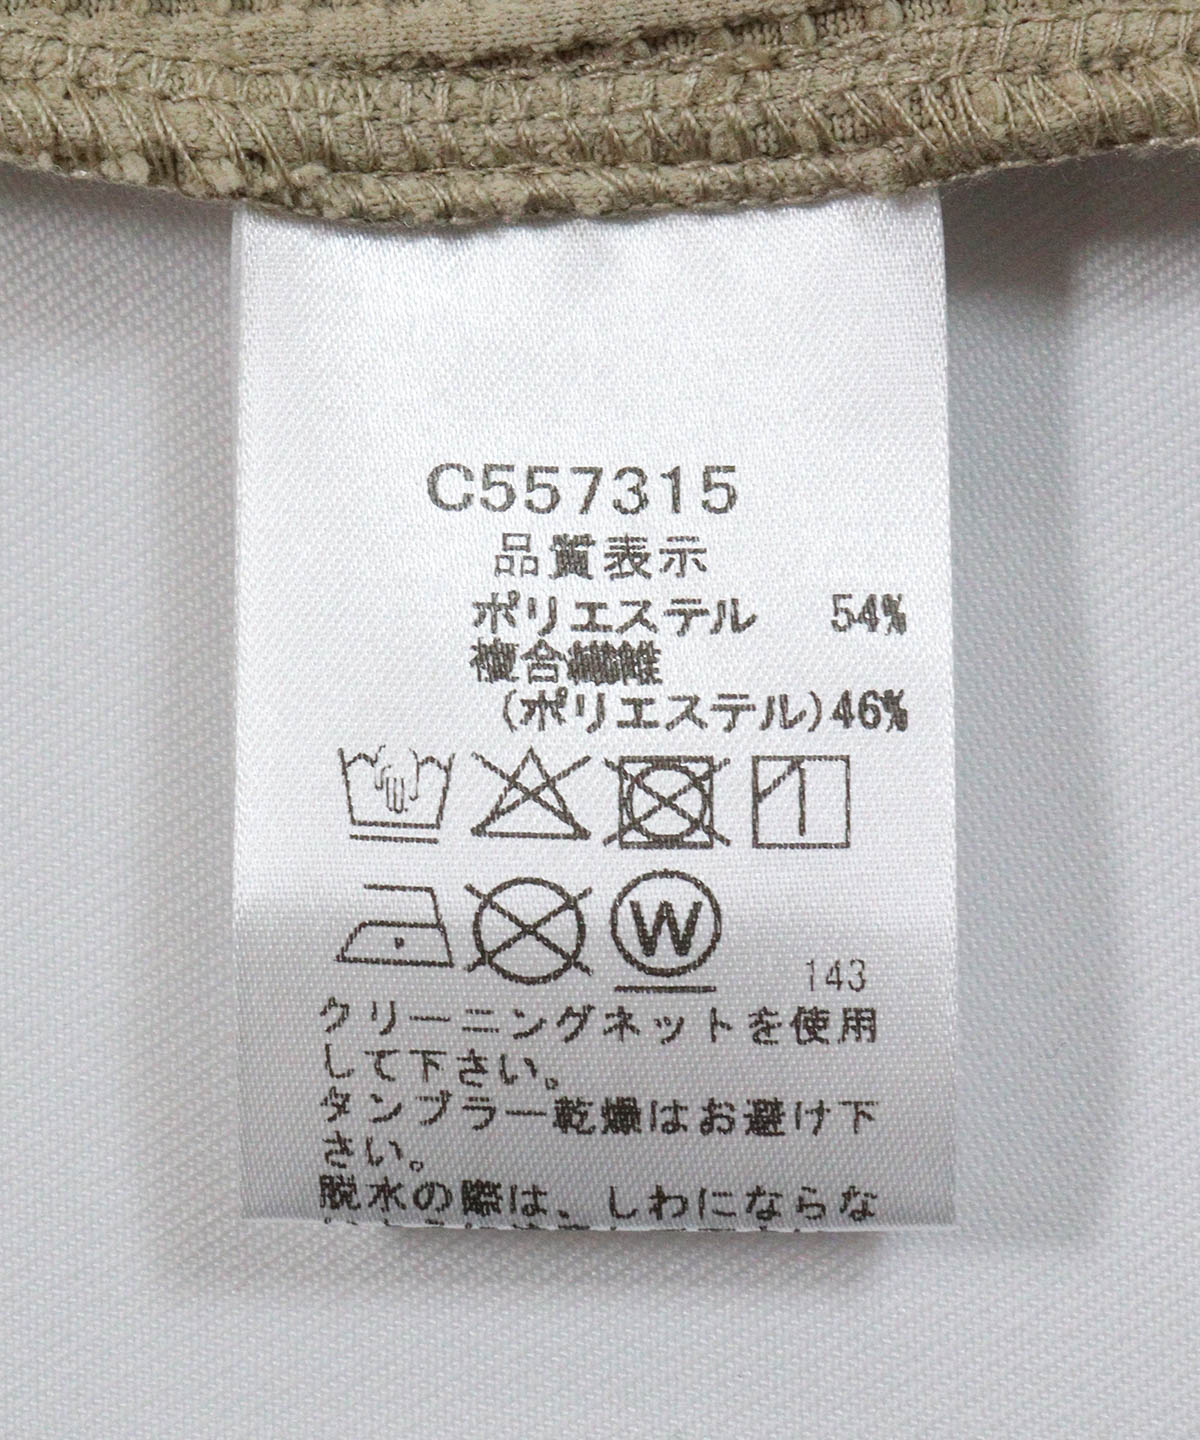 C557315
品質表示
ポリエステル 54%
複合繊維
(ポリエステル)46%
W
143
クリーニングネットを使用
して下さい。
タンブラー乾燥はお避け下
さい。
脱水の際は、しわにならな